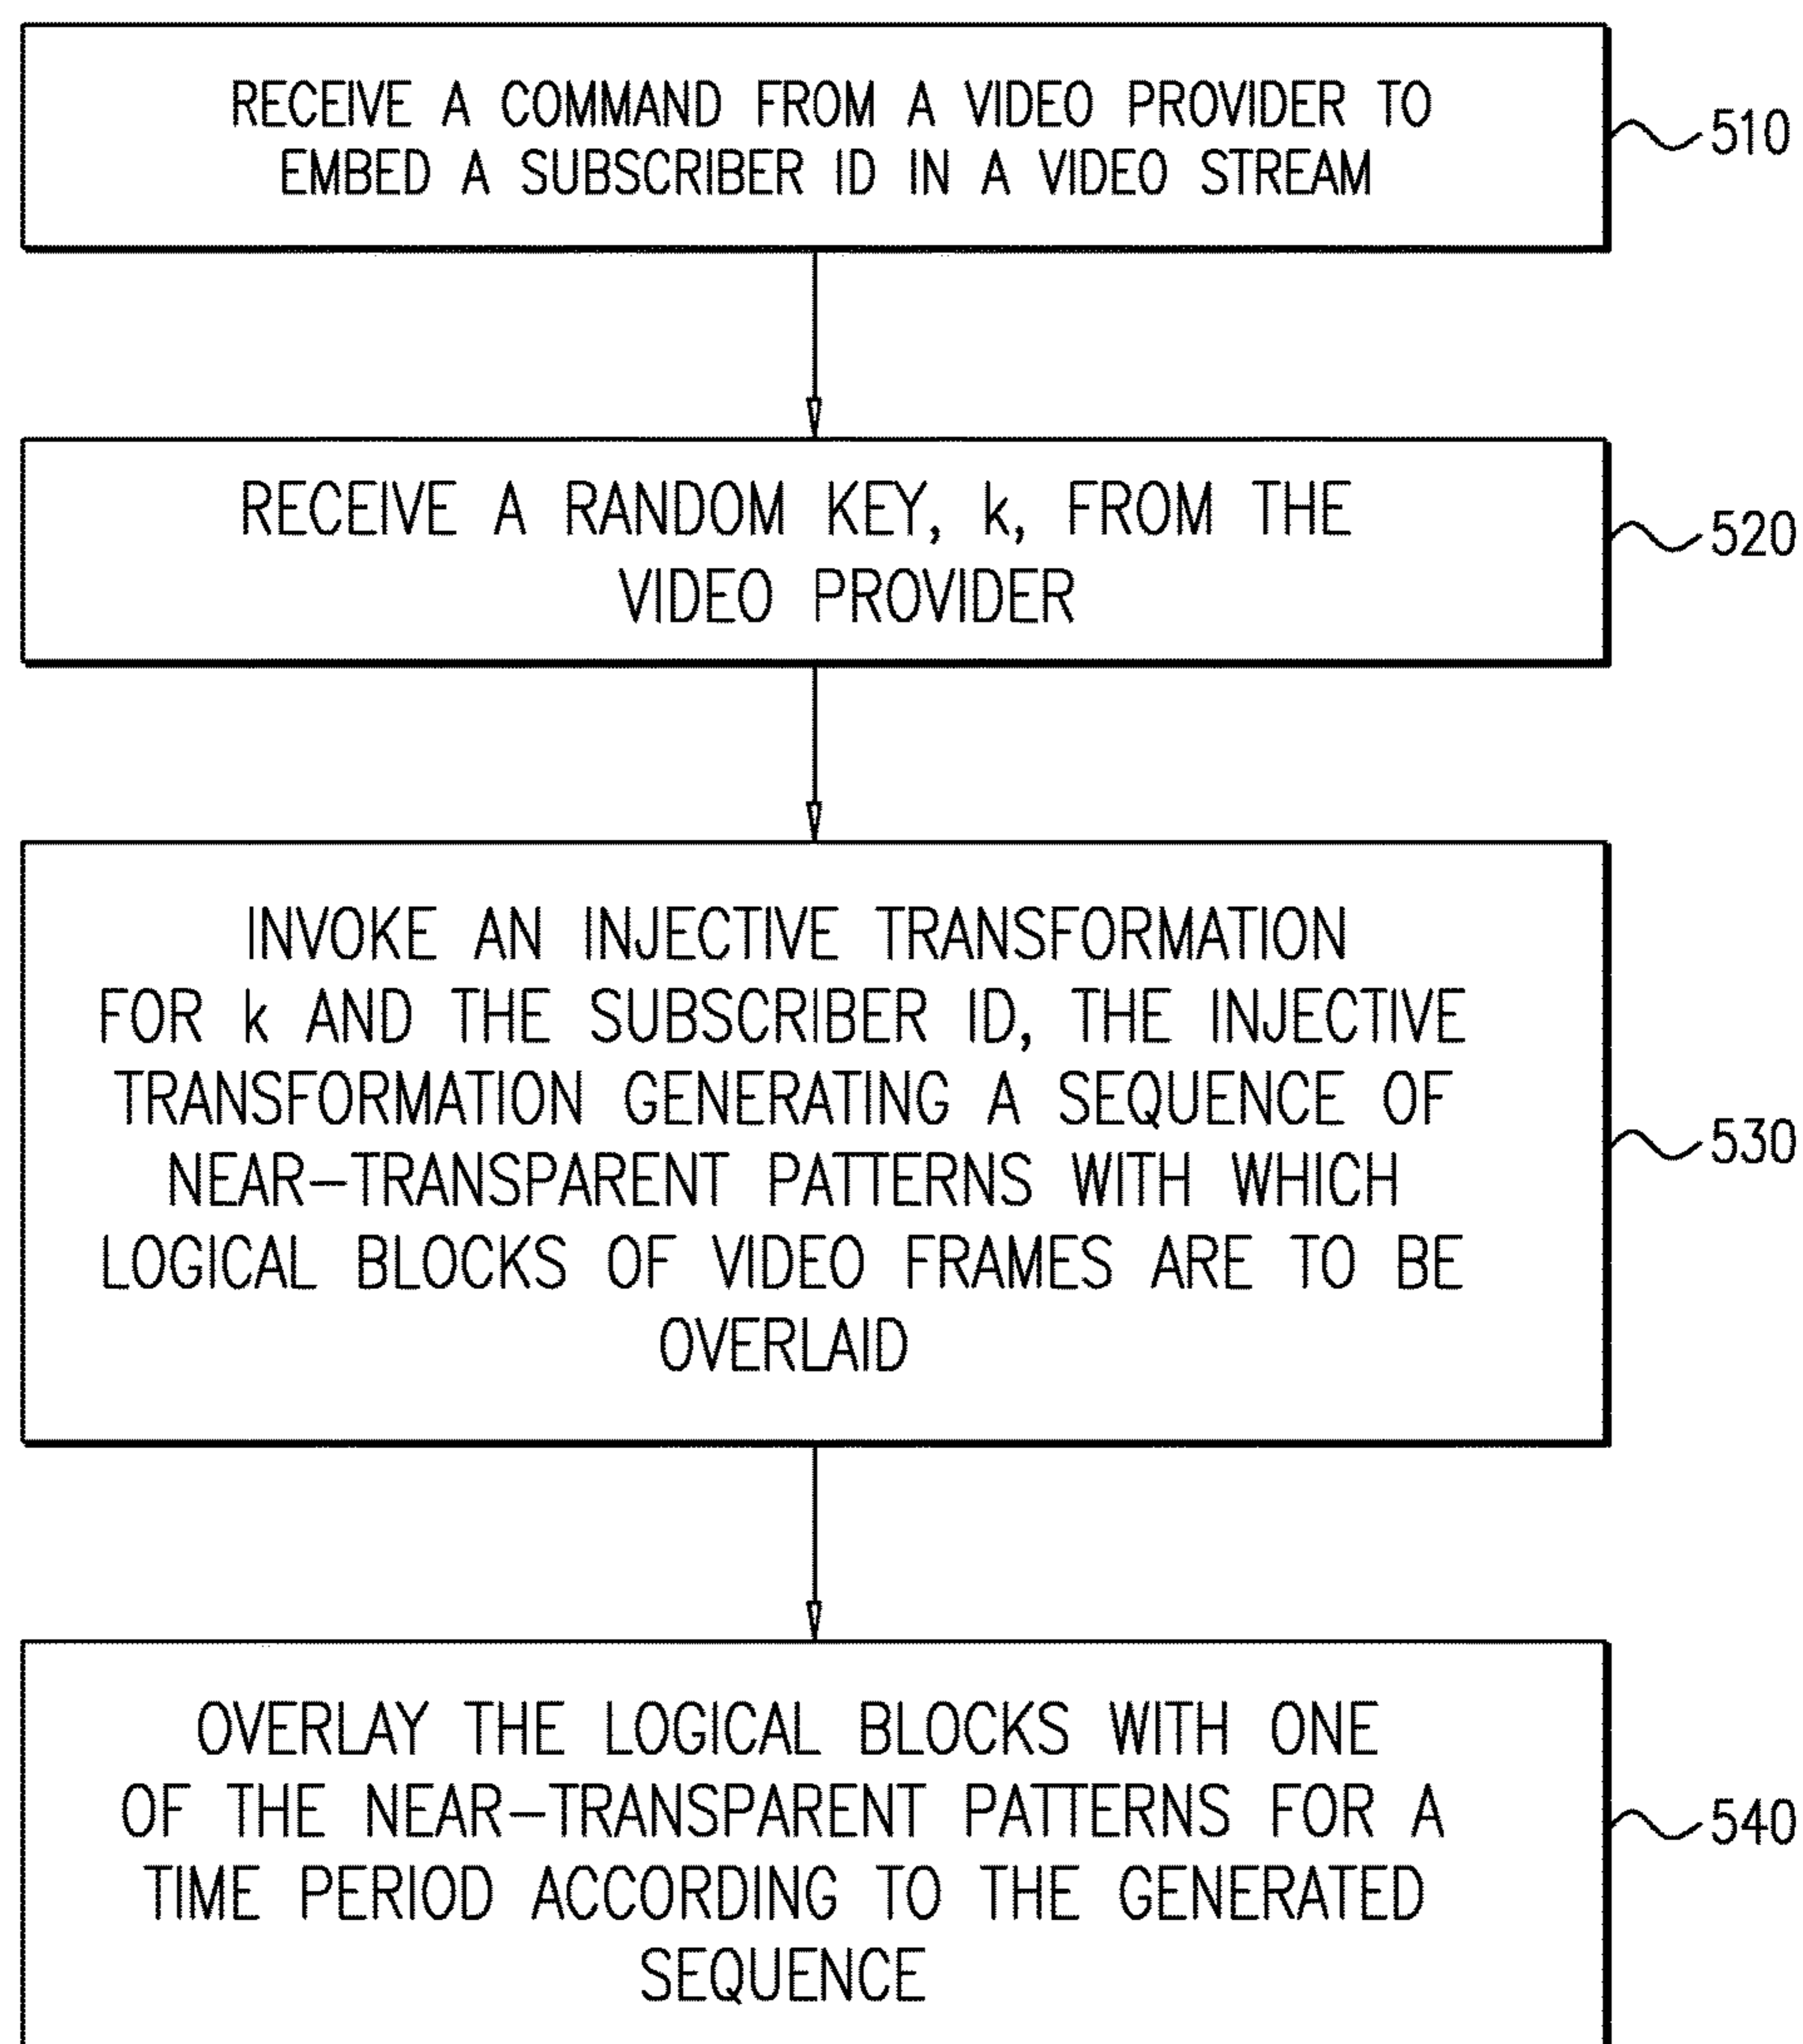 RECEIVE A COMMAND FROM A VIDEO PROVIDER TO
EMBED A SUBSCRIBER ID IN A VIDEO STREAM
510
RECEIVE A RANDOM KEY, k, FROM THE
VIDEO PROVIDER
520
INVOKE AN INJECTIVE TRANSFORMATION
FOR k AND THE SUBSCRIBER ID, THE INJECTIVE
TRANSFORMATION GENERATING A SEQUENCE OF
NEAR-TRANSPARENT PATTERNS WITH WHICH
LOGICAL BLOCKS OF VIDEO FRAMES ARE TO BE
OVERLAID
530
OVERLAY THE LOGICAL BLOCKS WITH ONE
OF THE NEAR-TRANSPARENT PATTERNS FOR A
TIME PERIOD ACCORDING TO THE GENERATED
SEQUENCE
540